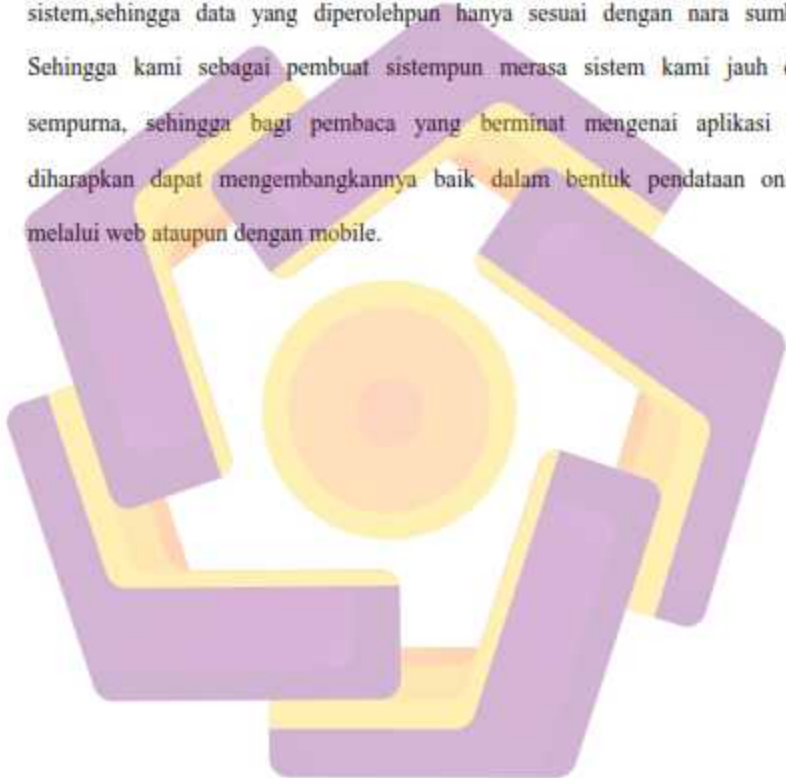 sistem,sehingga data yang diperolehpun hanya sesuai dengan nara
Sehingga kami sebagai pembuat sistempun merasa sistem kami jauh
sempurna, sehingga bagi pembaca yang berminat mengenai aplikasi
diharapkan dapat mengembangkannya baik dalam bentuk pendataan
melalui web ataupun dengan mobile.